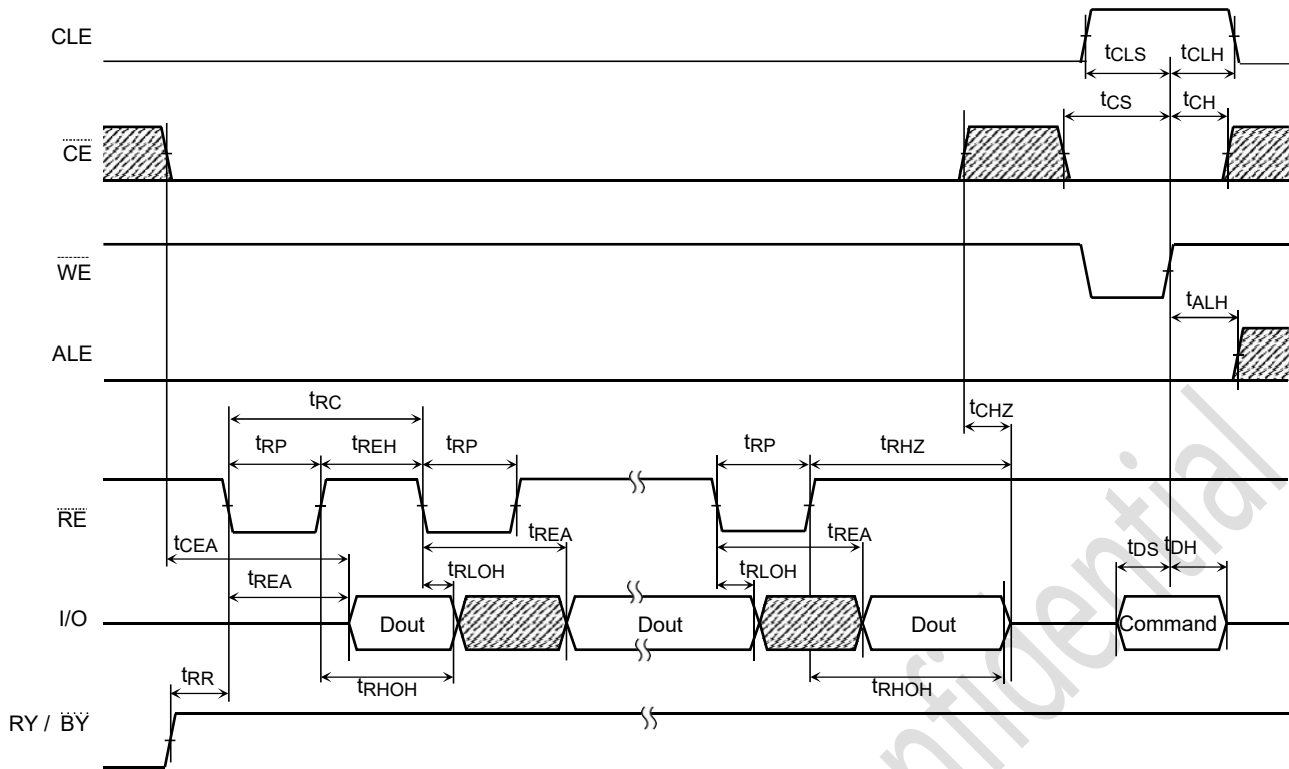 CLE
tCLS tCLH
tCS tCH
CE
WE
tALH
ALE
tRC
tCHZ
tRP tREH tRP tRP tRHZ
RE
tCEA tREA tREA tDS tDH
tREA tRLOH tRLOH
I/O Dout Dout Dout Command
tRR tRHOH tRHOH
RY / BY
Confidential